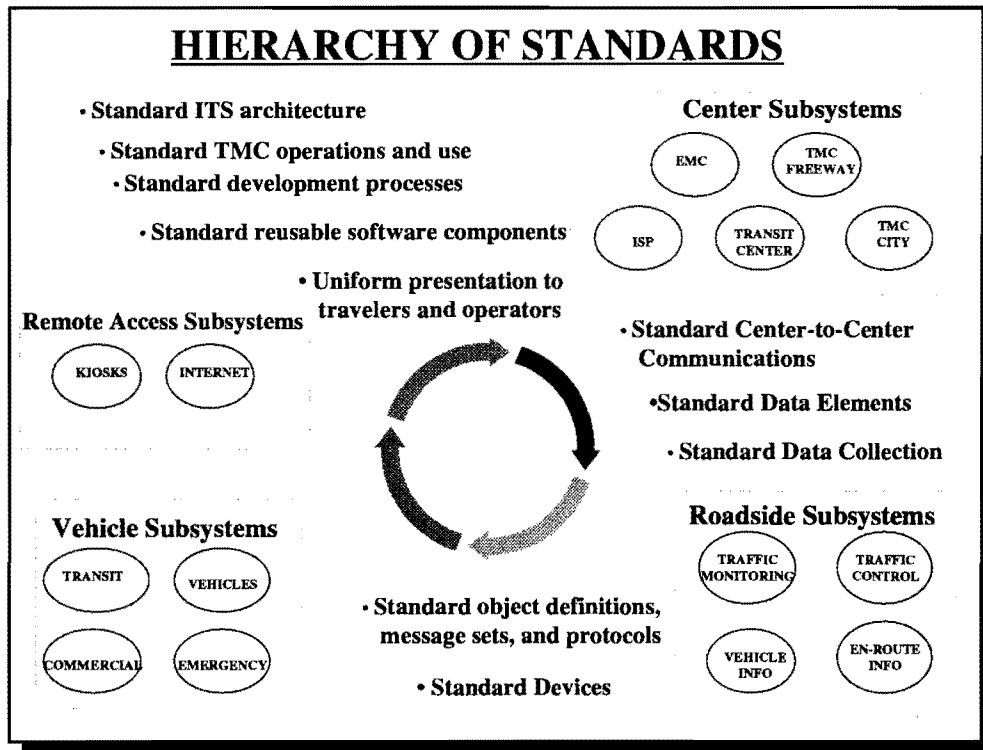 HIERARCHY OF STANDARDS
• Standard ITS architecture
• Standard TMC operations and use
• Standard development processes
• Standard reusable software components
• Uniform presentation to
travelers and operators
Center Subsystems
EMC
TMC
FREEWAY
ISP
TRANSIT
CENTER
TMC
CITY
Remote Access Subsystems
KIOSKS
INTERNET
• Standard Center-to-Center
Communications
•Standard Data Elements
• Standard Data Collection
Vehicle Subsystems
TRANSIT
VEHICLES
COMMERCIAL
EMERGENCY
• Standard object definitions,
message sets, and protocols
• Standard Devices
Roadside Subsystems
TRAFFIC
MONITORING
TRAFFIC
CONTROL
VEHICLE
INFO
EN-ROUTE
INFO